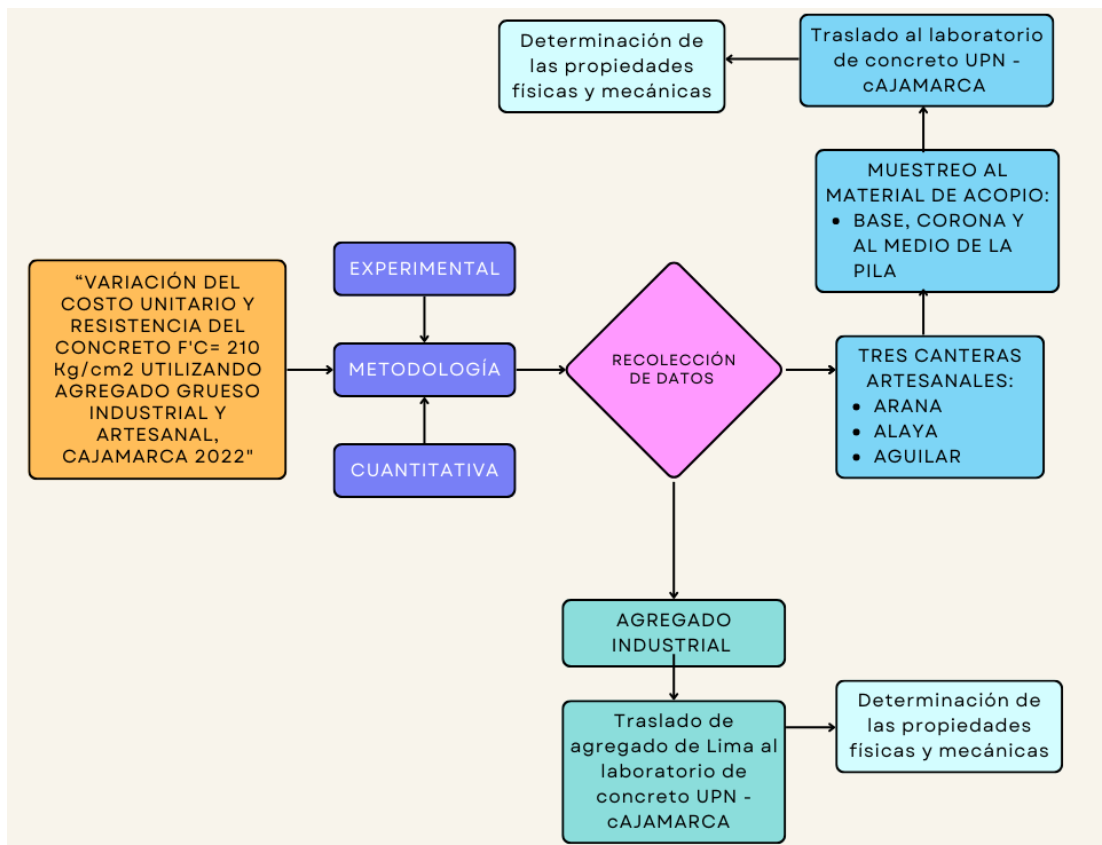 “VARIACIÓN DEL
COSTO UNITARIO Y
RESISTENCIA DEL
CONCRETO F'C= 210
Kg/cm2 UTILIZANDO
AGREGADO GRUESO
INDUSTRIAL Y
ARTESANAL,
CAJAMARCA 2022"
EXPERIMENTAL
METODOLOGÍA
CUANTITATIVA
RECOLECCIÓN
DE DATOS
TRES CANTERAS
ARTESANALES:
• ARANA
• ALAYA
• AGUILAR
MUESTREO AL
MATERIAL DE ACOPIO:
• BASE, CORONA Y
AL MEDIO DE LA
PILA
Traslado al laboratorio
de concreto UPN -
cAJAMARCA
Determinación de
las propiedades
físicas y mecánicas
AGREGADO
INDUSTRIAL
Traslado de
agregado de Lima al
laboratorio de
concreto UPN -
cAJAMARCA
Determinación de
las propiedades
físicas y mecánicas